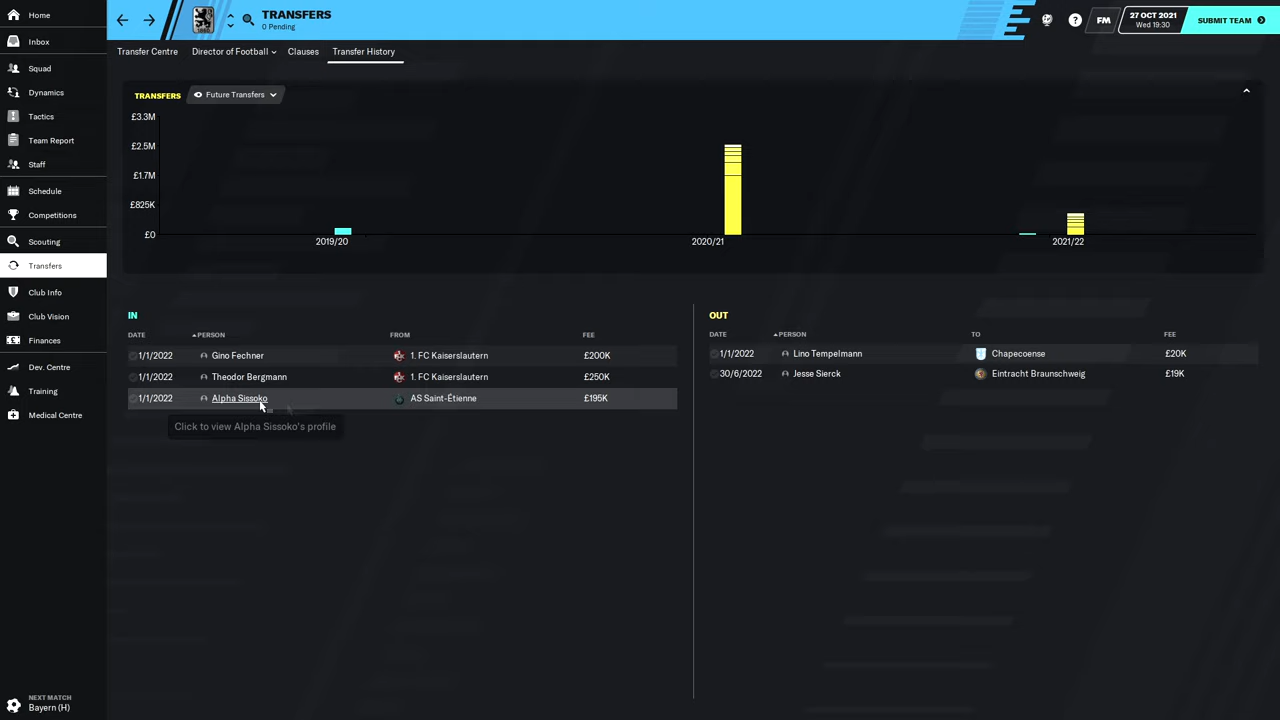 Home
TRANSFERS
0 Pending
FM
27 OCT 2021
Wed 19:30
SUBMIT TEAM
Inbox
Squad
Dynamics
Tactics
Team Report
Staff
Schedule
Competitions
Scouting
Transfers
Club Info
Club Vision
Finances
Dev. Centre
Training
Medical Centre
NEXT MATCH
Bayern (H)
Transfer Centre Director of Football Clauses Transfer History
TRANSFERS Future Transfers
£3.3M
£2.5M
£1.7M
£825K
£0
2019/20 2020/21 2021/22
IN
DATE PERSON FROM FEE
1/1/2022 Gino Fechner 1. FC Kaiserslautern £200K
1/1/2022 Theodor Bergmann 1. FC Kaiserslautern £250K
1/1/2022 Alpha Sissoko AS Saint-Étienne £195K
Click to view Alpha Sissoko's profile
OUT
DATE PERSON TO FEE
1/1/2022 Lino Tempelmann Chapecoense £20K
30/6/2022 Jesse Sierck Eintracht Braunschweig £19K